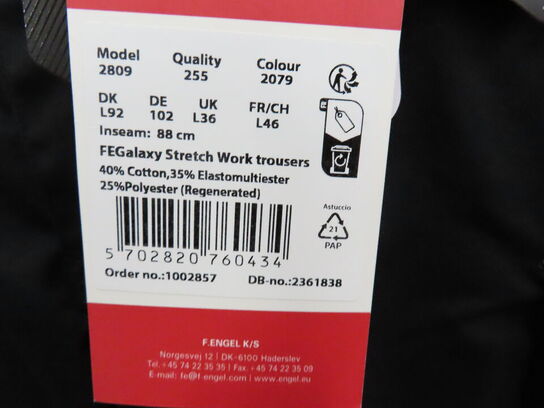 Model Quality Colour
2809 255 2079
DK DE UK FR/CH
L92 102 L36 L46
Inseam: 88 cm
FEGalaxy Stretch Work trousers
40% Cotton,35% Elastomultiester
25%Polyester (Regenerated)
Astuccio
21
PAP
5 702820 760434
Order no.:1002857 DB-no.:2361838
F.ENGEL K/S
Norgesvej 12 | DK-6100 Haderslev
Tel. +45 74 22 35 35 | Fax. +45 74 22 35 09
E-mail: fe@f-engel.com | www.engel.eu